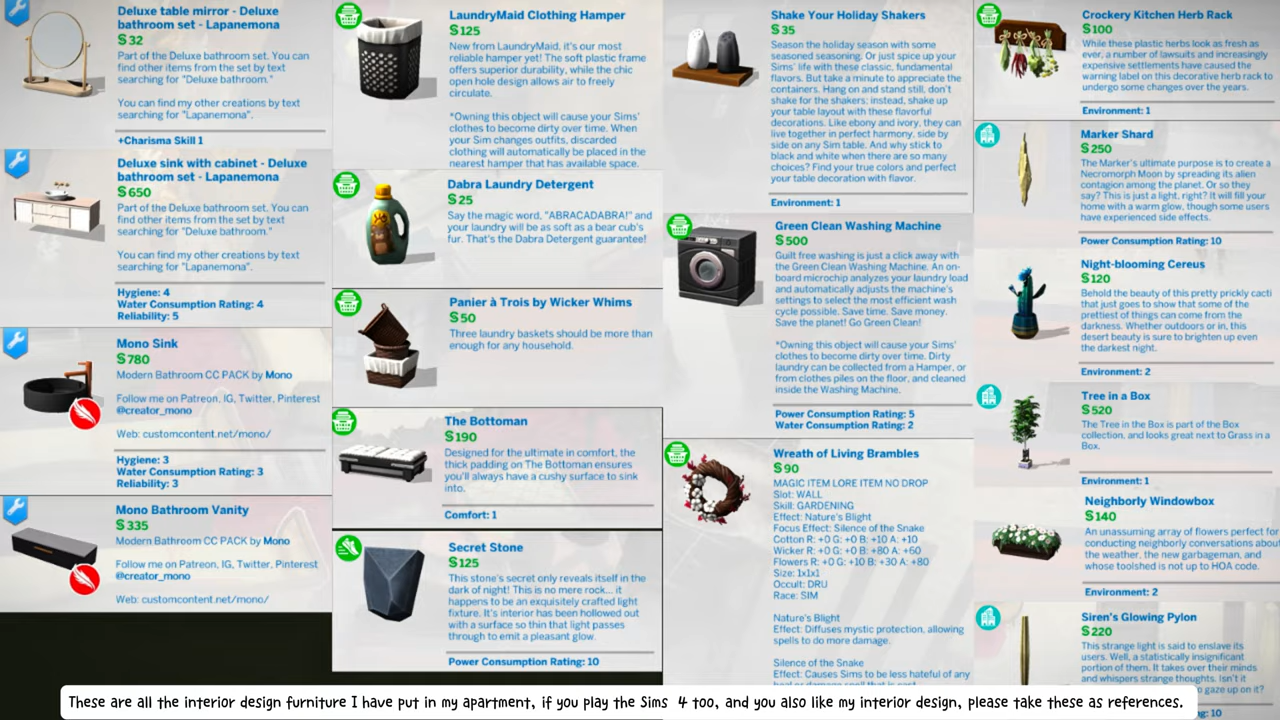 Deluxe table mirror - Deluxe
bathroom set - Lapanemona
§32
Part of the Deluxe bathroom set. You can
find other items from the set by text
searching for "Deluxe bathroom."
You can find my other creations by text
searching for "Lapanemona".
+Charisma Skill 1
Deluxe sink with cabinet - Deluxe
bathroom set - Lapanemona
§650
Part of the Deluxe bathroom set. You can
find other items from the set by text
searching for "Deluxe bathroom."
You can find my other creations by text
searching for "Lapanemona".
Hygiene: 4
Water Consumption Rating: 4
Reliability: 5
Mono Sink
§780
Modern Bathroom CC PACK by Mono
Follow me on Patreon, IG, Twitter, Pinterest
@creator_mono
Web: customcontent.net/mono/
Hygiene: 3
Water Consumption Rating: 3
Reliability: 3
Mono Bathroom Vanity
§335
Modern Bathroom CC PACK by Mono
Follow me on Patreon, IG, Twitter, Pinterest
@creator_mono
Web: customcontent.net/mono/
LaundryMaid Clothing Hamper
§125
New from LaundryMaid, it's our most
reliable hamper yet! The soft plastic frame
offers superior durability, while the chic
open hole design allows air to freely
circulate.
*Owning this object will cause your Sims'
clothes to become dirty over time. When
your Sim changes outfits, discarded
clothing will automatically be placed in the
nearest hamper that has available space.
Dabra Laundry Detergent
§25
Say the magic word, "ABRACADABRA!" and
your laundry will be as soft as a bear cub's
fur. That's the Dabra Detergent guarantee!
Panier à Trois by Wicker Whims
§50
Three laundry baskets should be more than
enough for any household.
The Bottoman
§190
Designed for the ultimate in comfort, the
thick padding on The Bottoman ensures
you'll always have a cushy surface to sink
into.
Comfort: 1
Secret Stone
§125
This stone's secret only reveals itself in the
dark of night! This is no mere rock... it
happens to be an exquisitely crafted light
fixture. It's interior has been hollowed out
with a surface so thin that light passes
through to emit a pleasant glow.
Power Consumption Rating: 10
Shake Your Holiday Shakers
§35
Season the holiday season with some
seasoned seasoning. Or just spice up your
Sims' life with these classic, fundamental
flavors. But take a minute to appreciate the
containers. Hang on and stand still, don't
shake for the shakers; instead, shake up
your table layout with these flavorful
decorations. Like ebony and ivory, they can
live together in perfect harmony, side by
side on any Sim table. And why stick to
black and white when there are so many
choices? Find your true colors and perfect
your table decoration with flavor.
Environment: 1
Green Clean Washing Machine
§500
Guilt free washing is just a click away with
the Green Clean Washing Machine. An on-
board microchip analyzes your laundry load
and automatically adjusts the machine's
settings to select the most efficient wash
cycle possible. Save time. Save money.
Save the planet! Go Green Clean!
*Owning this object will cause your Sims'
clothes to become dirty over time. Dirty
laundry can be collected from a Hamper, or
from clothes piles on the floor, and cleaned
inside the Washing Machine.
Power Consumption Rating: 5
Water Consumption Rating: 2
Wreath of Living Brambles
§90
MAGIC ITEM LORE ITEM NO DROP
Slot: WALL
Skill: GARDENING
Effect: Nature's Blight
Focus Effect: Silence of the Snake
Cotton R: +0 G: +0 B: +10 A: +10
Wicker R: +0 G: +0 B: +80 A: +60
Flowers R: +0 G: +10 B: +30 A: +80
Size: 1x1x1
Occult: DRU
Race: SIM
Nature's Blight
Effect: Diffuses mystic protection, allowing
spells to do more damage.
Silence of the Snake
Effect: Causes Sims to be less hateful of any
Crockery Kitchen Herb Rack
§100
While these plastic herbs look as fresh as
ever, a number of lawsuits and increasingly
expensive settlements have caused the
warning label on this decorative herb rack to
undergo some changes over the years.
Environment: 1
Marker Shard
§250
The Marker's ultimate purpose is to create a
Necromorph Moon by spreading its alien
contagion among the planet. Or so they
say? This is just a light, right? It will fill your
home with a warm glow, though some users
have experienced side effects.
Power Consumption Rating: 10
Night-blooming Cereus
§120
Behold the beauty of this pretty prickly cacti
that just goes to show that some of the
prettiest of things can come from the
darkness. Whether outdoors or in, this
desert beauty is sure to brighten up even
the darkest night.
Environment: 2
Tree in a Box
§520
The Tree in the Box is part of the Box
collection, and looks great next to Grass in a
Box.
Environment: 1
Neighborly Windowbox
§140
An unassuming array of flowers perfect for
conducting neighborly conversations about
the weather, the new garbageman, and
whose toolshed is not up to HOA code.
Environment: 2
Siren's Glowing Pylon
§220
This strange light is said to enslave its
users. Well, a statistically insignificant
portion of them. It takes over their minds
and whispers strange thoughts. Isn't it
to gaze up on it?
ng: 10
These are all the interior design furniture I have put in my apartment, if you play the Sims 4 too, and you also like my interior design, please take these as references.